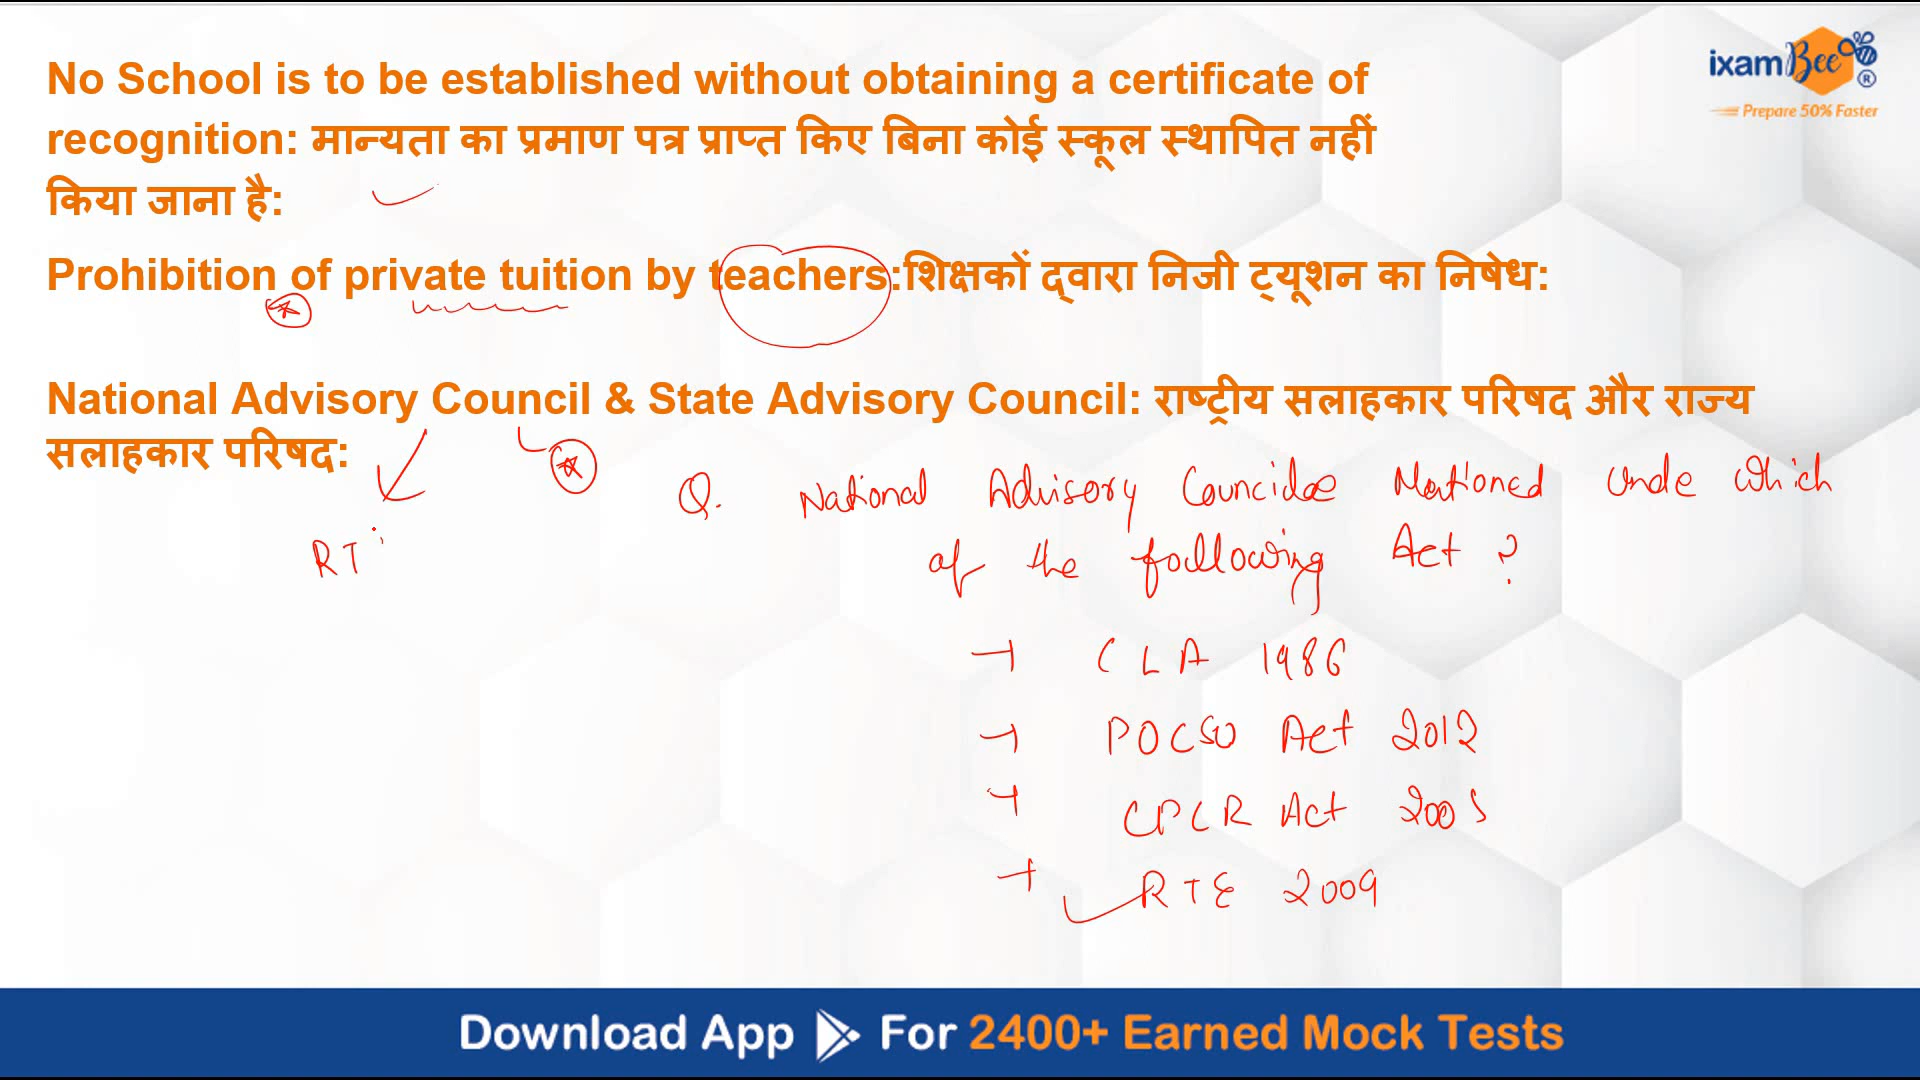 ixamBee ®
Prepare 50% Faster
No School is to be established without obtaining a certificate of
recognition: मान्यता का प्रमाण पत्र प्राप्त किए बिना कोई स्कूल स्थापित नहीं
किया जाना है:
Prohibition of private tuition by teachers:शिक्षकों द्वारा निजी ट्यूशन का निषेध:
National Advisory Council & State Advisory Council: राष्ट्रीय सलाहकार परिषद और राज्य
सलाहकार परिषद:
RT
Q. National Advisory Mentioned Unde which
of the following Act ?
CLA 1986
POCSO Act 2012
CPCR Act 2005
RTE 2009
Download App For 2400+ Earned Mock Tests